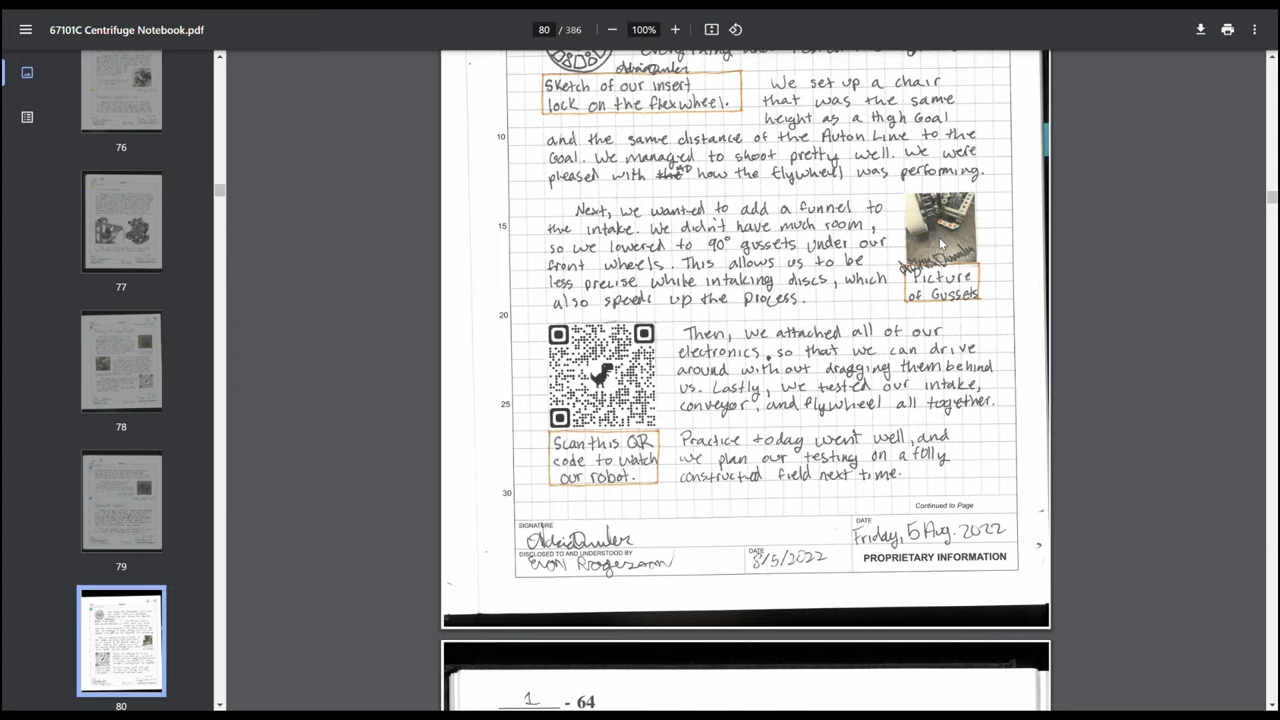 67101C Centrifuge Notebook.pdf
80 / 386
100%
76
77
78
79
80
Sketch of our insert
lock on the flexwheel.
We set up a chair
that was the same
height as a High Goal
10
and the same distance of the Auton Line to the
Goal. We managed to shoot pretty well. We were
pleased with how the flywheel was performing.
Next, we wanted to add a funnel to
15
the intake. We didn't have much room,
so we lowered to 90° gussets under our
front wheels. This allows us to be
less precise while intaking discs, which
also speeds up the process.
Picture
of Gussets
20
Then, we attached all of our
electronics, so that we can drive
around without dragging them behind
us. Lastly, we tested our intake,
25
conveyor, and flywheel all together.
Scan this QR
code to watch
our robot.
Practice today went well, and
we plan our testing on a folly
constructed field next time.
30
Continued to Page
SIGNATURE
DATE
Friday, 5 Aug. 2022
DISCLOSED TO AND UNDERSTOOD BY
Evan Rogerson
DATE
8/5/2022
PROPRIETARY INFORMATION
1 - 64